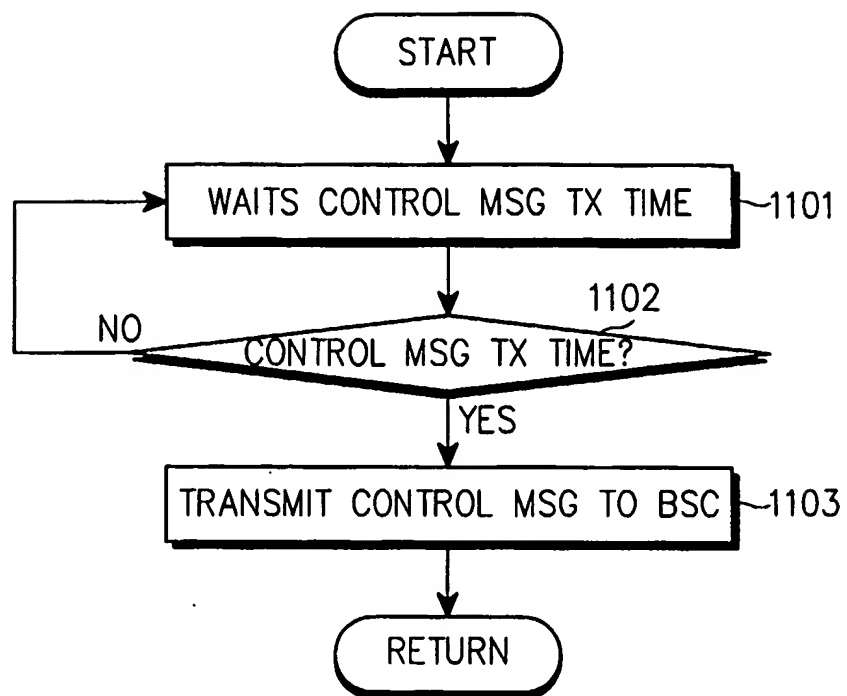 START
WAITS CONTROL MSG TX TIME
1101
1102
NO
CONTROL MSG TX TIME?
YES
TRANSMIT CONTROL MSG TO BSC
1103
RETURN